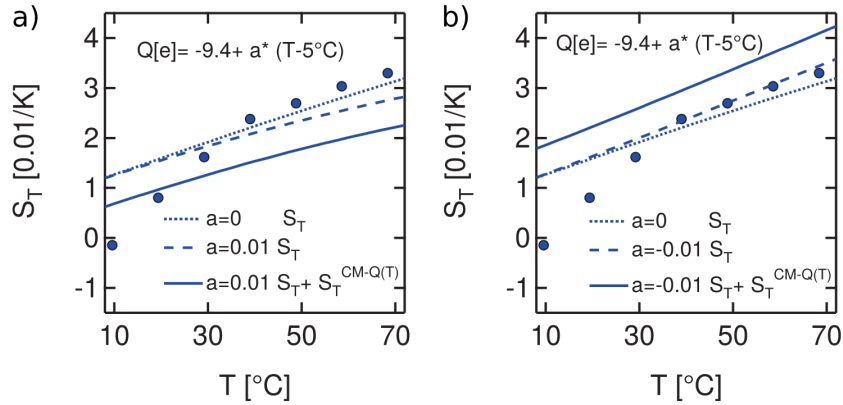 a)
Q[e]= -9.4+ a* (T-5°C)
S_T [0.01/K]
4
3
2
1
0
-1
a=0 S_T
a=0.01 S_T
a=0.01 S_T+ S_T^CM-Q(T)
10 30 50 70
T [°C]
b)
Q[e]= -9.4+ a* (T-5°C)
S_T [0.01/K]
4
3
2
1
0
-1
a=0 S_T
a=-0.01 S_T
a=-0.01 S_T+ S_T^CM-Q(T)
10 30 50 70
T [°C]